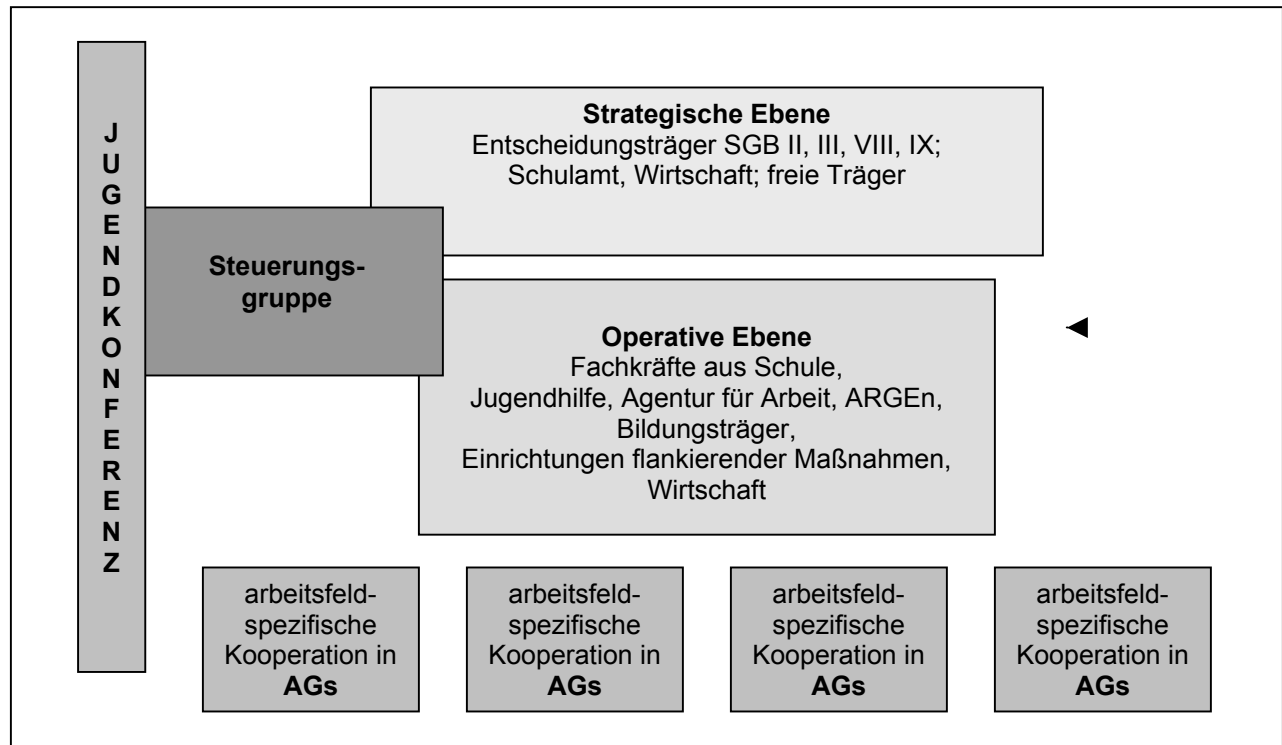 JUGENDKONFERENZ
Strategische Ebene
Entscheidungsträger SGB II, III, VIII, IX;
Schulamt, Wirtschaft; freie Träger
Steuerungs-
gruppe
Operative Ebene
Fachkräfte aus Schule,
Jugendhilfe, Agentur für Arbeit, ARGEn,
Bildungsträger,
Einrichtungen flankierender Maßnahmen,
Wirtschaft
arbeitsfeld-
spezifische
Kooperation in
AGs
arbeitsfeld-
spezifische
Kooperation in
AGs
arbeitsfeld-
spezifische
Kooperation in
AGs
arbeitsfeld-
spezifische
Kooperation in
AGs